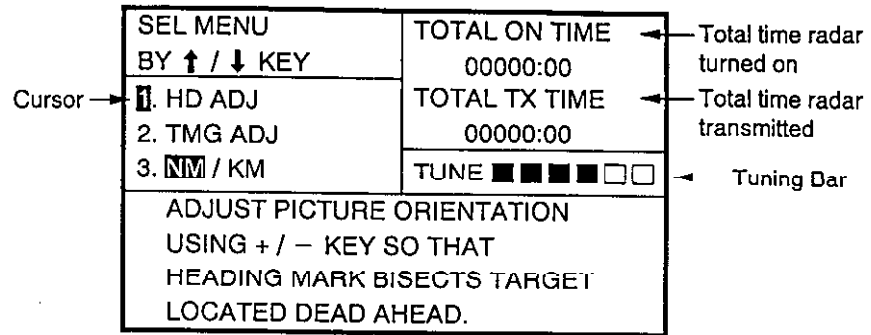 SEL MENU
BY ⬆ / ⬇ KEY
TOTAL ON TIME
00000:00
Total time radar
turned on
Cursor
1. HD ADJ
2. TMG ADJ
3. NM / KM
TOTAL TX TIME
00000:00
Total time radar
transmitted
TUNE
Tuning Bar
ADJUST PICTURE ORIENTATION
USING + / − KEY SO THAT
HEADING MARK BISECTS TARGET
LOCATED DEAD AHEAD.